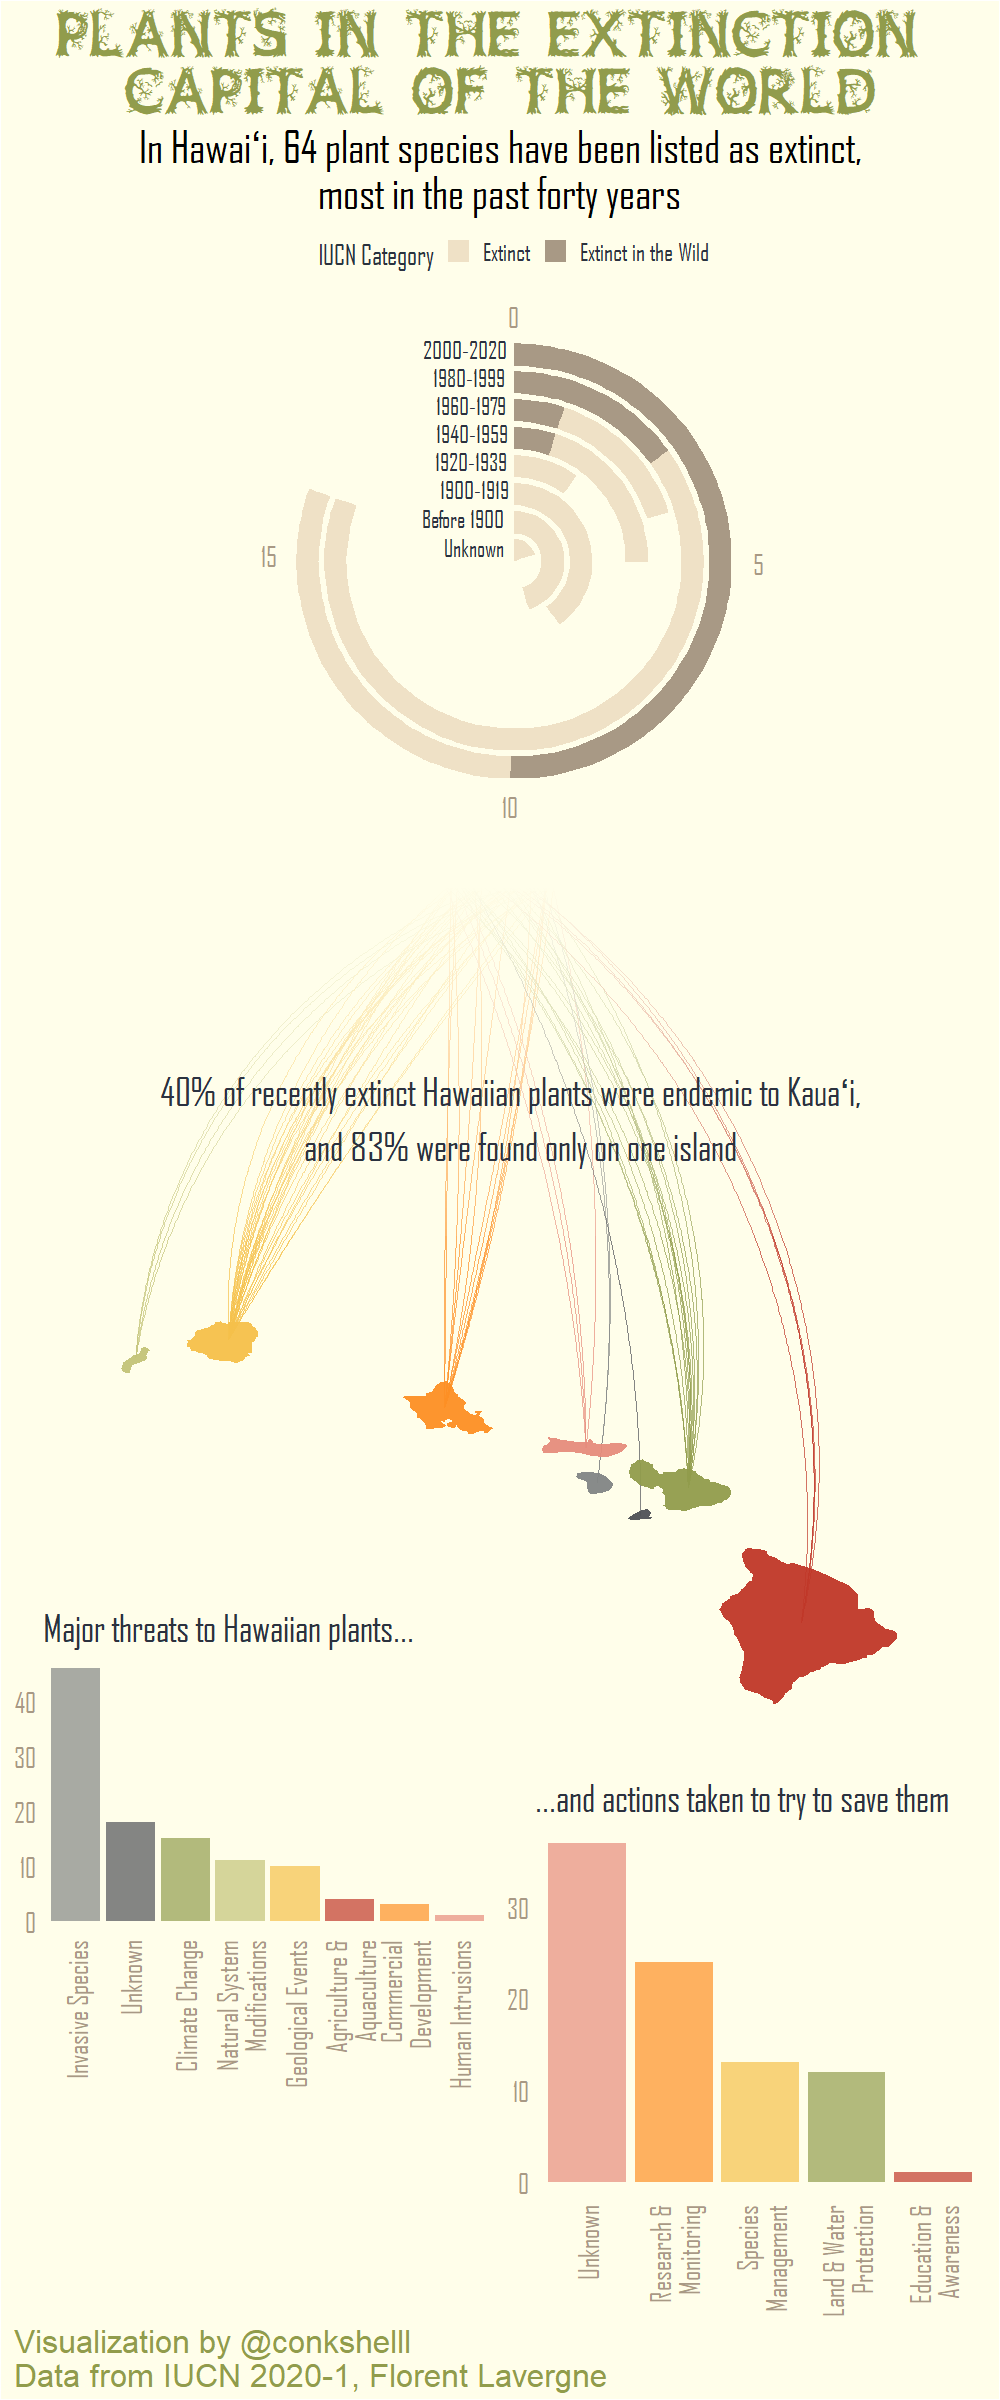 PLANTS IN THE EXTINCTION
CAPITAL OF THE WORLD
In Hawaiʻi, 64 plant species have been listed as extinct,
most in the past forty years
IUCN Category Extinct Extinct in the Wild
0
2000-2020
1980-1999
1960-1979
1940-1959
1920-1939
1900-1919
Before 1900
Unknown
15
5
10
40% of recently extinct Hawaiian plants were endemic to Kauaʻi,
and 83% were found only on one island
Major threats to Hawaiian plants...
40
30
20
10
0
Invasive Species
Unknown
Climate Change
Natural System
Modifications
Geological Events
Agriculture &
Aquaculture
Commercial
Development
Human Intrusions
...and actions taken to try to save them
30
20
10
0
Unknown
Research &
Monitoring
Species
Management
Land & Water
Protection
Education &
Awareness
Visualization by @conkshelll
Data from IUCN 2020-1, Florent Lavergne